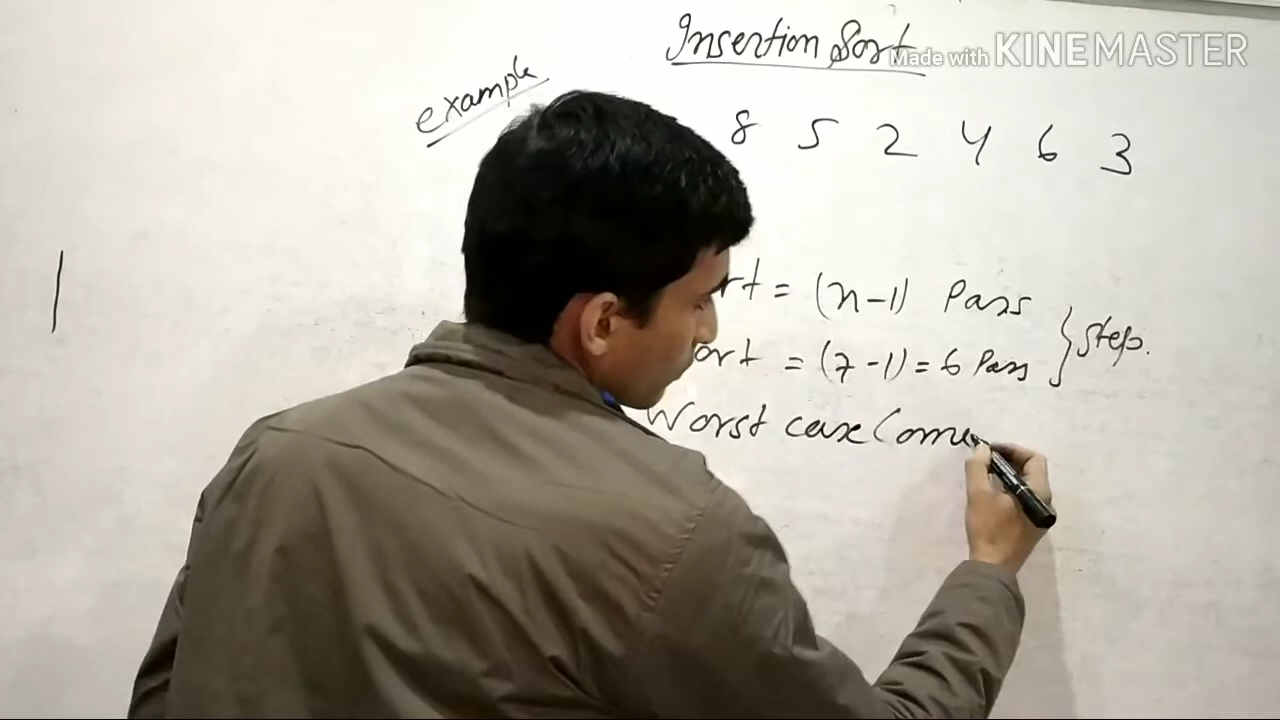 Insertion Sort
Made with KINEMASTER
example
8 5 2 4 6 3
rt = (n-1) Pass
ort = (7-1) = 6 Pass } Step.
Worst case Com